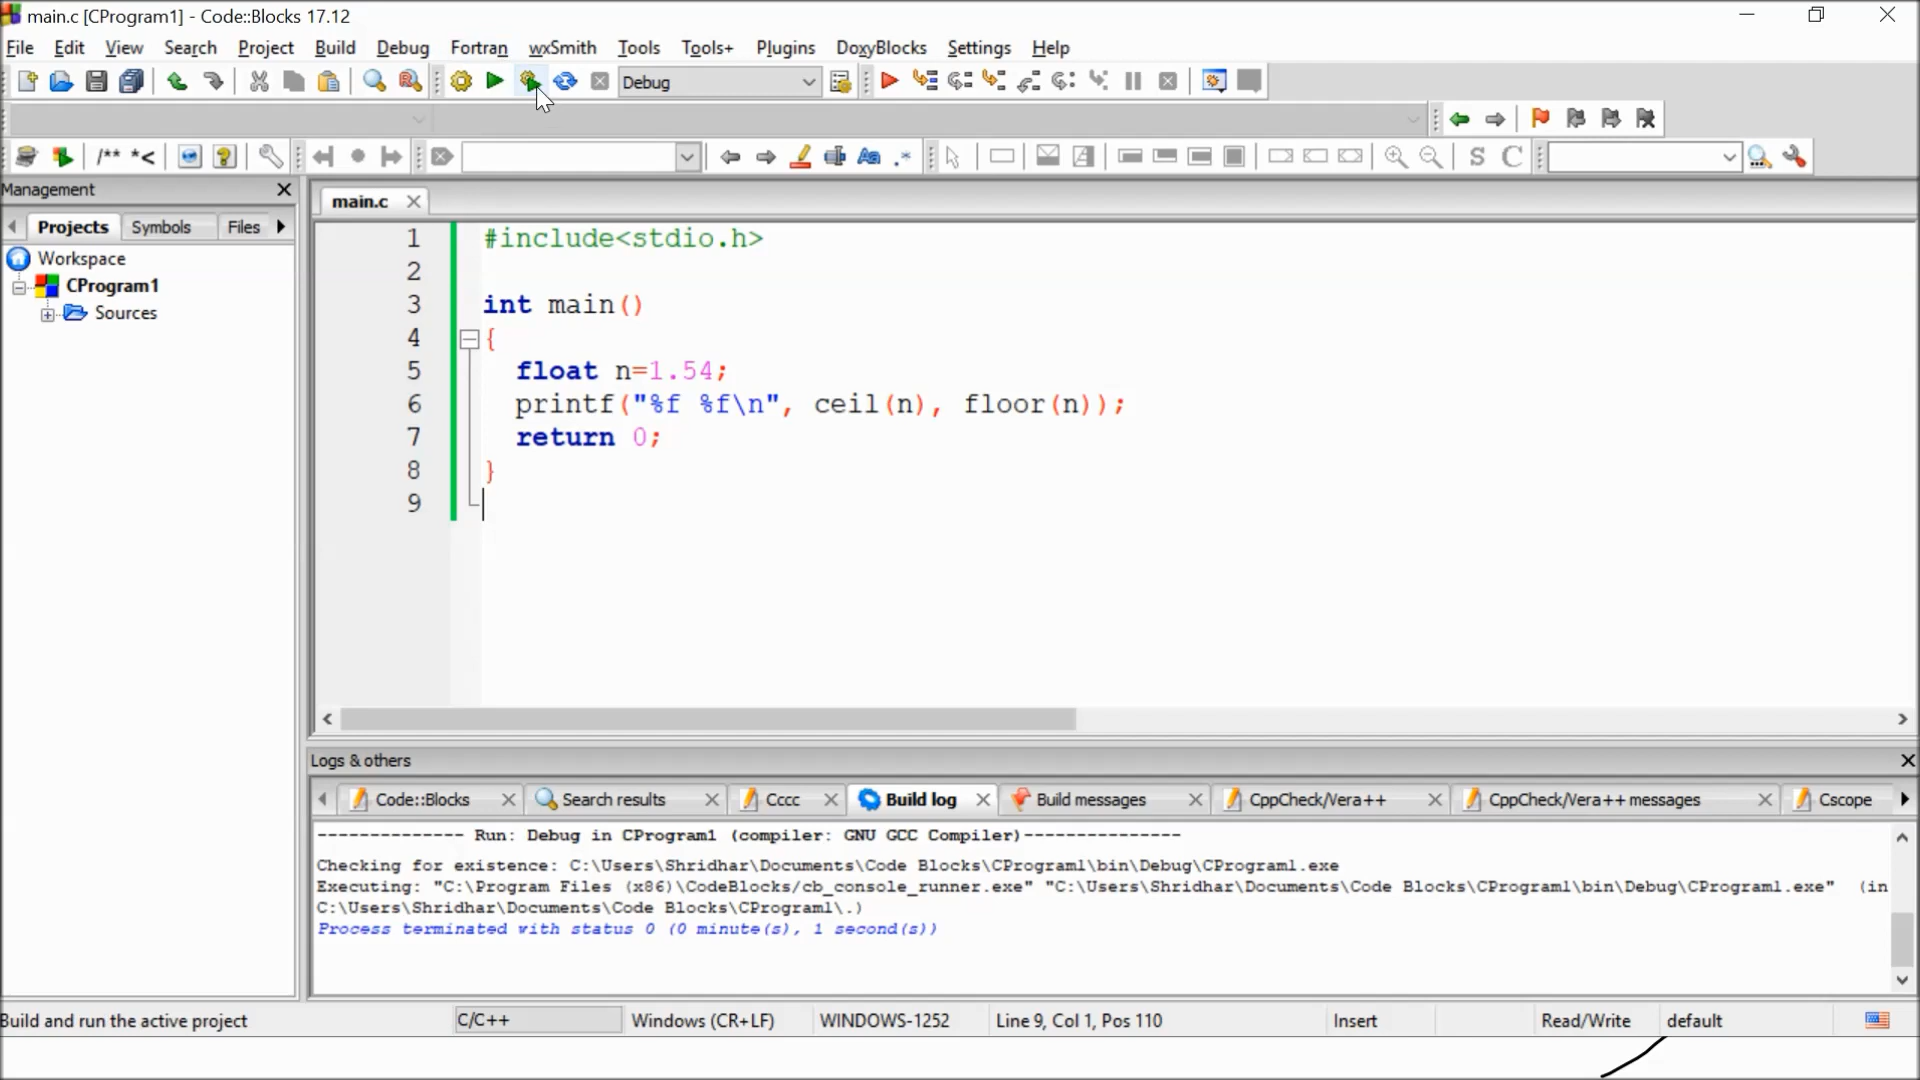 main.c [CProgram1] - Code::Blocks 17.12
File Edit View Search Project Build Debug Fortran wxSmith Tools Tools+ Plugins DoxyBlocks Settings Help
Debug
/** *< Aa .* S C
Management
main.c
Projects Symbols Files
Workspace
CProgram1
Sources
1 #include<stdio.h>
2
3 int main()
4 {
5 float n=1.54;
6 printf("%f %f\n", ceil(n), floor(n));
7 return 0;
8 }
9
Logs & others
Code::Blocks Search results Cccc Build log Build messages CppCheck/Vera++ CppCheck/Vera++ messages Cscope
-------------- Run: Debug in CProgram1 (compiler: GNU GCC Compiler)---------------
Checking for existence: C:\Users\Shridhar\Documents\Code Blocks\CProgram1\bin\Debug\CProgram1.exe
Executing: "C:\Program Files (x86)\CodeBlocks/cb_console_runner.exe" "C:\Users\Shridhar\Documents\Code Blocks\CProgram1\bin\Debug\CProgram1.exe" (in
C:\Users\Shridhar\Documents\Code Blocks\CProgram1\.)
Process terminated with status 0 (0 minute(s), 1 second(s))
Build and run the active project C/C++ Windows (CR+LF) WINDOWS-1252 Line 9, Col 1, Pos 110 Insert Read/Write default